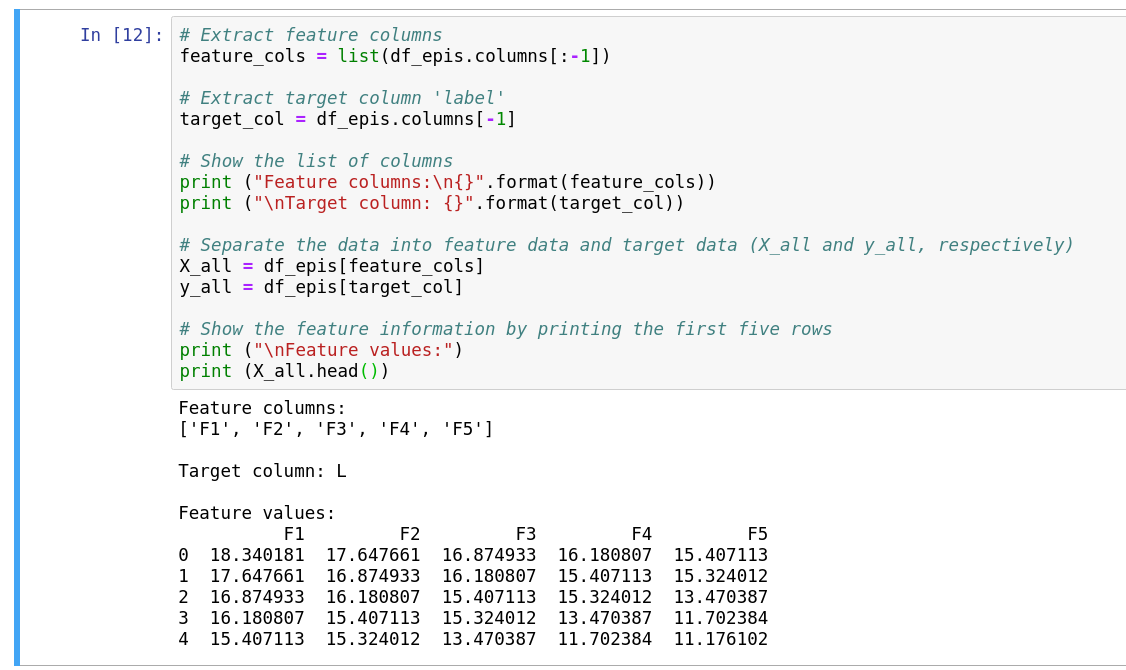 In [12]:
# Extract feature columns
feature_cols = list(df_epis.columns[:-1])
# Extract target column 'label'
target_col = df_epis.columns[-1]
# Show the list of columns
print ("Feature columns:\n{}".format(feature_cols))
print ("\nTarget column: {}".format(target_col))
# Separate the data into feature data and target data (X_all and y_all, respectively)
X_all = df_epis[feature_cols]
y_all = df_epis[target_col]
# Show the feature information by printing the first five rows
print ("\nFeature values:")
print (X_all.head())
Feature columns:
['F1', 'F2', 'F3', 'F4', 'F5']
Target column: L
Feature values:
F1 F2 F3 F4 F5
0 18.340181 17.647661 16.874933 16.180807 15.407113
1 17.647661 16.874933 16.180807 15.407113 15.324012
2 16.874933 16.180807 15.407113 15.324012 13.470387
3 16.180807 15.407113 15.324012 13.470387 11.702384
4 15.407113 15.324012 13.470387 11.702384 11.176102